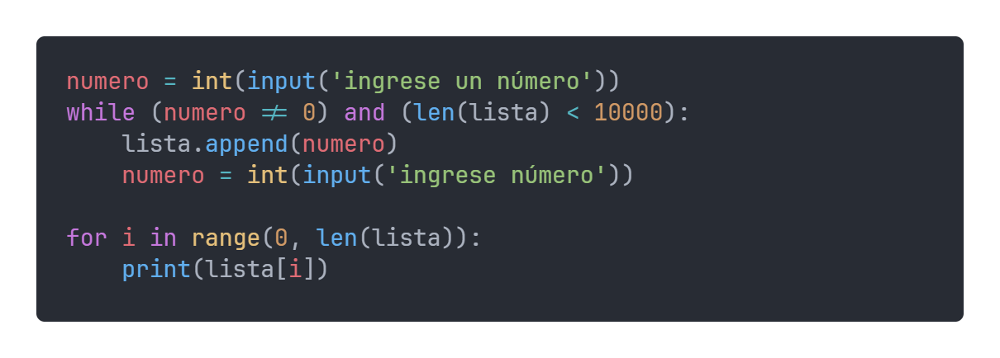 numero = int(input('ingrese un número'))
while (numero != 0) and (len(lista) < 10000):
    lista.append(numero)
    numero = int(input('ingrese número'))

for i in range(0, len(lista)):
    print(lista[i])